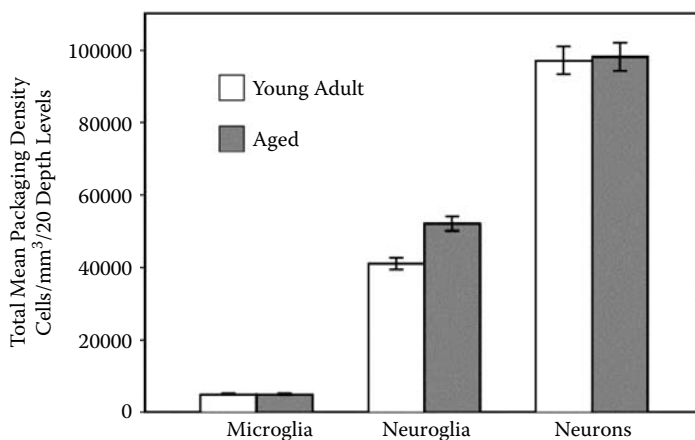 Total Mean Packaging Density
Cells/mm³/20 Depth Levels
100000
80000
60000
40000
20000
0
Young Adult
Aged
Microglia
Neuroglia
Neurons